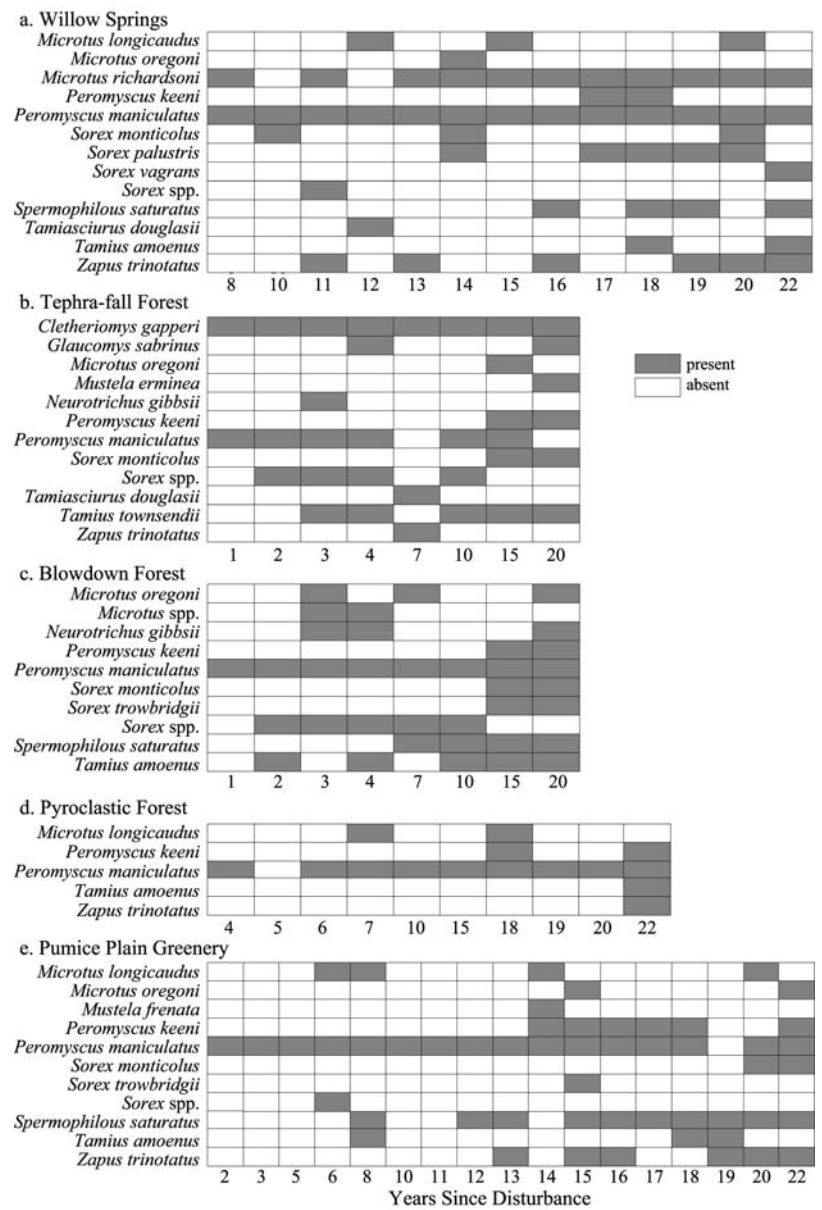 a. Willow Springs
Microtus longicaudus
Microtus oregoni
Microtus richardsoni
Peromyscus keeni
Peromyscus maniculatus
Sorex monticolus
Sorex palustris
Sorex vagrans
Sorex spp.
Spermophilous saturatus
Tamiasciurus douglasii
Tamius amoenus
Zapus trinotatus
8 10 11 12 13 14 15 16 17 18 19 20 22
b. Tephra-fall Forest
Cletheriomys gapperi
Glaucomys sabrinus
Microtus oregoni
Mustela erminea
Neurotrichus gibbsii
Peromyscus keeni
Peromyscus maniculatus
Sorex monticolus
Sorex spp.
Tamiasciurus douglasii
Tamius townsendii
Zapus trinotatus
1 2 3 4 7 10 15 20
present
absent
c. Blowdown Forest
Microtus oregoni
Microtus spp.
Neurotrichus gibbsii
Peromyscus keeni
Peromyscus maniculatus
Sorex monticolus
Sorex trowbridgii
Sorex spp.
Spermophilous saturatus
Tamius amoenus
1 2 3 4 7 10 15 20
d. Pyroclastic Forest
Microtus longicaudus
Peromyscus keeni
Peromyscus maniculatus
Tamius amoenus
Zapus trinotatus
4 5 6 7 10 15 18 19 20 22
e. Pumice Plain Greenery
Microtus longicaudus
Microtus oregoni
Mustela frenata
Peromyscus keeni
Peromyscus maniculatus
Sorex monticolus
Sorex trowbridgii
Sorex spp.
Spermophilous saturatus
Tamius amoenus
Zapus trinotatus
2 3 5 6 8 10 11 12 13 14 15 16 17 18 19 20 22
Years Since Disturbance